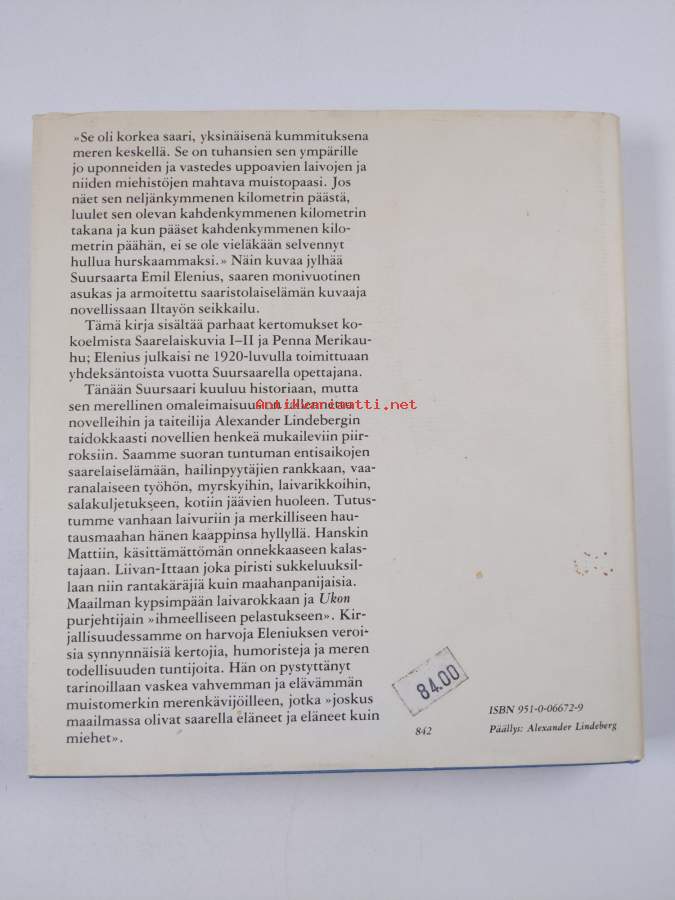 »Se oli korkea saari, yksinäisenä kummituksena
meren keskellä. Se on tuhansien sen ympärille
jo uponneiden ja vastedes uppoavien laivojen ja
niiden miehistöjen mahtava muistopaasi. Jos
näet sen neljänkymmenen kilometrin päästä,
luulet sen olevan kahdenkymmenen kilometrin
takana ja kun pääset kahdenkymmenen kilo-
metrin päähän, ei se ole vieläkään selvennyt
hullua hurskaammaksi.» Näin kuvaa jylhää
Suursaarta Emil Elenius, saaren monivuotinen
asukas ja armoitettu saaristolaiselämän kuvaaja
novellissaan Iltayön seikkailu.
Tämä kirja sisältää parhaat kertomukset ko-
koelmista Saarelaiskuvia I–II ja Penna Merikau-
hu; Elenius julkaisi ne 1920-luvulla toimittuaan
yhdeksäntoista vuotta Suursaarella opettajana.
Tänään Suursaari kuuluu historiaan, mutta
sen merellinen omaleimaisuus on
Antikvariaatti.net
novelleihin ja taiteilija Alexander Lindebergin
taidokkaasti novellien henkeä mukaileviin piir-
roksiin. Saamme suoran tuntuman entisaikojen
saarelaiselämään, hailinpyytäjien rankkaan, vaa-
ranalaiseen työhön, myrskyihin, laivarikkoihin,
salakuljetukseen, kotiin jäävien huoleen. Tutus-
tumme vanhaan laivuriin ja merkilliseen hau-
tausmaahan hänen kaappinsa hyllyllä. Hanskin
Mattiin, käsittämättömän onnekkaaseen kalas-
tajaan. Liivan-Ittaan joka piristi sukkeluuksil-
laan niin rantakäräjiä kuin maahanpanijaisia.
Maailman kypsimpään laivarokkaan ja Ukon
purjehtijain »ihmeelliseen pelastukseen». Kir-
jallisuudessamme on harvoja Eleniuksen veroi-
sia synnynnäisiä kertojia, humoristeja ja meren
todellisuuden tuntijoita. Hän on pystyttänyt
tarinoillaan vaskea vahvemman ja elävämmän
muistomerkin merenkävijöilleen, jotka »joskus
maailmassa olivat saarella eläneet ja eläneet kuin
miehet».
84.00
842
ISBN 951-0-06672-9
Päällys: Alexander Lindeberg